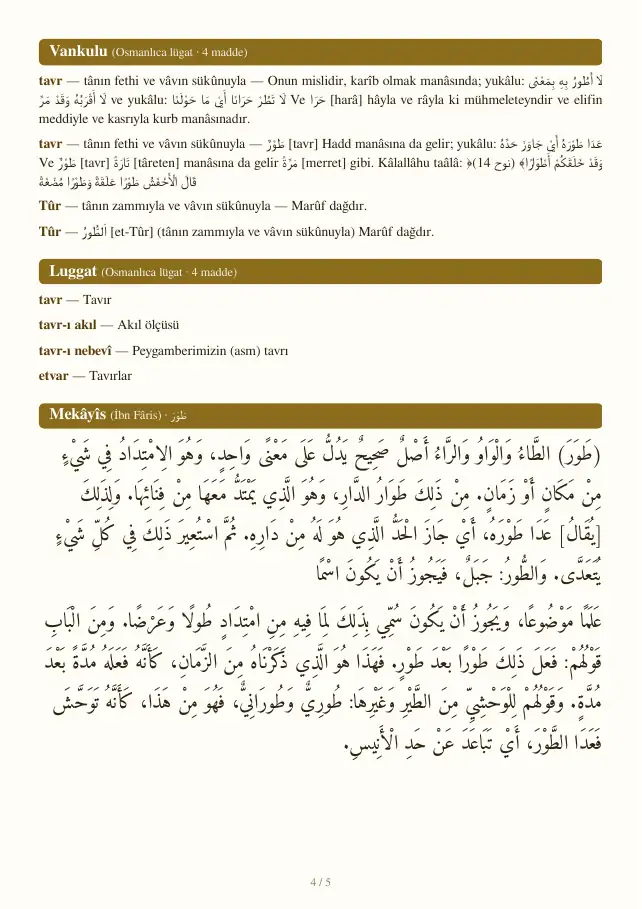 Vankulu (Osmanlıca lügat · 4 madde)
tavr — tânın fethi ve vâvın sükûnuyla — Onun mislidir, karîb olmak manâsında; yukâlu: لَا أَطُورُ بِهِ بِمَعْنَى
لَا أَقْرَبُهُ وَقَدْ مَرَّ ve yukâlu: لَا تَطُرْ حَرَانَا أَيْ مَا حَوْلَنَا Ve حَرَا [harâ] hâyla ve râyla ki mühmeleteyndir ve elifin
meddiyle ve kasrıyla kurb manâsınadır.
tavr — tânın fethi ve vâvın sükûnuyla — طَوْرٌ [tavr] Hadd manâsına da gelir; yukâlu: عَدَا طَوْرَهُ أَيْ جَاوَزَ حَدَّهُ
Ve طَوْرٌ [tavr] تَارَةً [târeten] manâsına da gelir مَرَّةً [merret] gibi. Kâlallâhu taâlâ: ﴿وَقَدْ خَلَقَكُمْ أَطْوَارًا﴾ (نوح 14)
قَالَ الْأَخْفَشُ طَوْرًا عَلَقَةً وَطَوْرًا مُضْغَةً
Tûr — tânın zammıyla ve vâvın sükûnuyla — Marûf dağdır.
Tûr — اَلطُّورُ [et-Tûr] (tânın zammıyla ve vâvın sükûnuyla) Marûf dağdır.
Luggat (Osmanlıca lügat · 4 madde)
tavr — Tavır
tavr-ı akıl — Akıl ölçüsü
tavr-ı nebevî — Peygamberimizin (asm) tavrı
etvar — Tavırlar
Mekâyîs (İbn Fâris) · طَوَرَ
(طَوَرَ) الطَّاءُ وَالْوَاوُ وَالرَّاءُ أَصْلٌ صَحِيحٌ يَدُلُّ عَلَى مَعْنًى وَاحِدٍ، وَهُوَ الِامْتِدَادُ فِي شَيْءٍ
مِنْ مَكَانٍ أَوْ زَمَانٍ. مِنْ ذَلِكَ طَوَارُ الدَّارِ، وَهُوَ الَّذِي يَمْتَدُّ مَعَهَا مِنْ فِنَائِهَا. وَلِذَلِكَ
[يُقَالُ] عَدَا طَوْرَهُ، أَيْ جَازَ الْحَدَّ الَّذِي هُوَ لَهُ مِنْ دَارِهِ. ثُمَّ اسْتُعِيرَ ذَلِكَ فِي كُلِّ شَيْءٍ
يُتَعَدَّى. وَالطُّورُ: جَبَلٌ، فَيَجُوزُ أَنْ يَكُونَ اسْمًا
عَلَمًا مَوْضُوعًا، وَيَجُوزُ أَنْ يَكُونَ سُمِّيَ بِذَلِكَ لِمَا فِيهِ مِنِ امْتِدَادٍ طُولًا وَعَرْضًا. وَمِنَ الْبَابِ
قَوْلُهُمْ: فَعَلَ ذَلِكَ طَوْرًا بَعْدَ طَوْرٍ. فَهَذَا هُوَ الَّذِي ذَكَرْنَاهُ مِنَ الزَّمَانِ، كَأَنَّهُ فَعَلَهُ مُدَّةً بَعْدَ
مُدَّةٍ. وَقَوْلُهُمْ لِلْوَحْشِيِّ مِنَ الطَّيْرِ وَغَيْرِهَا: طُورِيٌّ وَطُورَانِيٌّ، فَهُوَ مِنْ هَذَا، كَأَنَّهُ تَوَحَّشَ
فَعَدَا الطَّوْرَ، أَيْ تَبَاعَدَ عَنْ حَدِ الْأَنِيسِ.
4 / 5